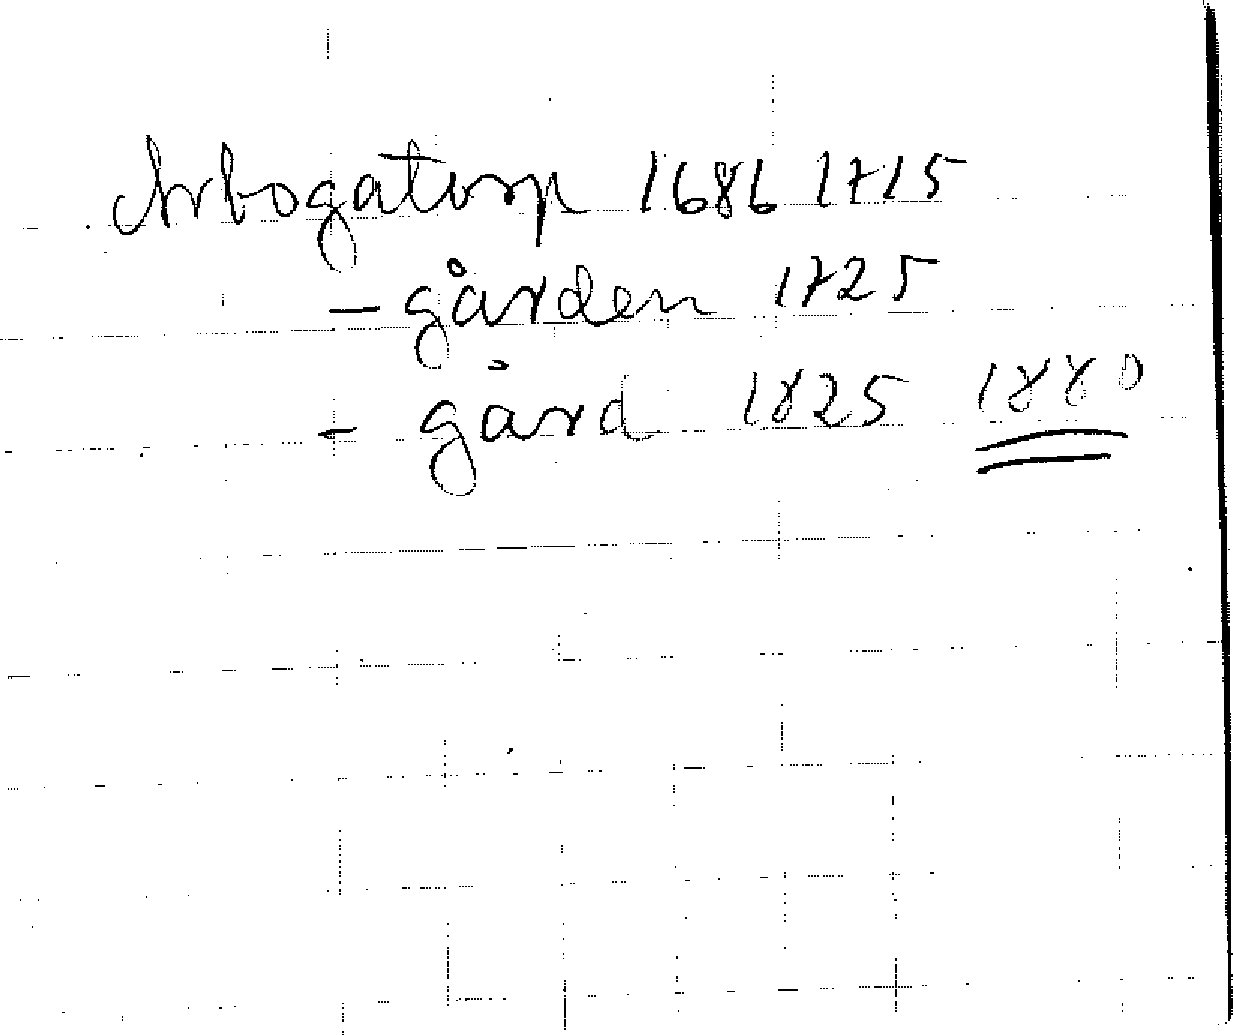 Arbogatorp 1686 1715
- gården 1725
- gård 1825 1880